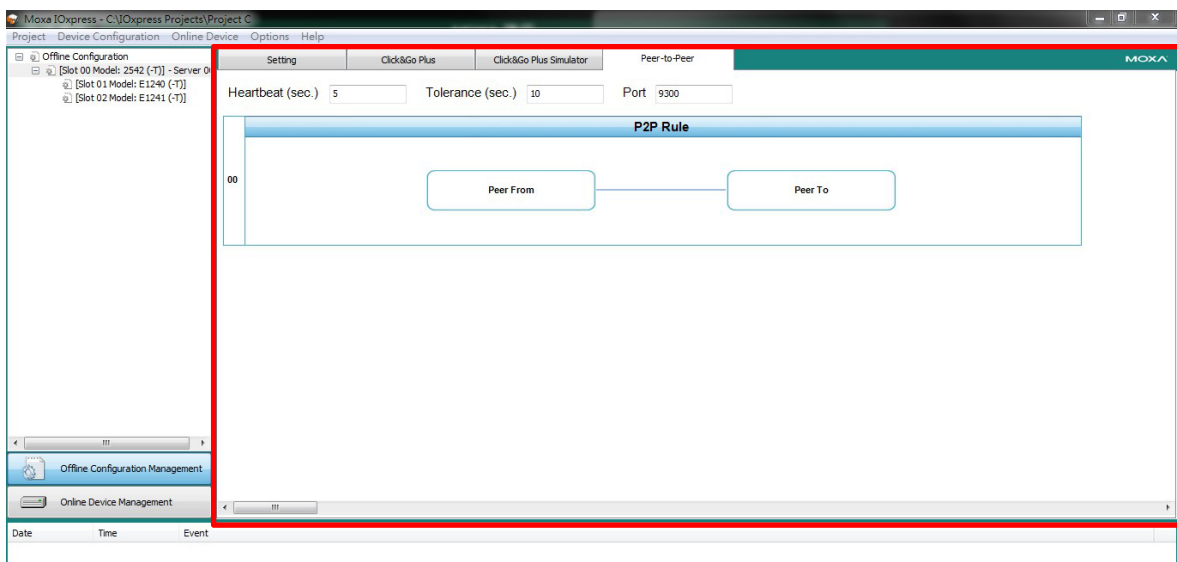 Moxa IOxpress - C:\IOxpress Projects\Project C
Project Device Configuration Online Device Options Help
Offline Configuration
[Slot 00 Model: 2542 (-T)] - Server 0
[Slot 01 Model: E1240 (-T)]
[Slot 02 Model: E1241 (-T)]
Setting Click&Go Plus Click&Go Plus Simulator Peer-to-Peer MOXA
Heartbeat (sec.) 5 Tolerance (sec.) 10 Port 9300
P2P Rule
00
Peer From Peer To
Offline Configuration Management
Online Device Management
Date Time Event